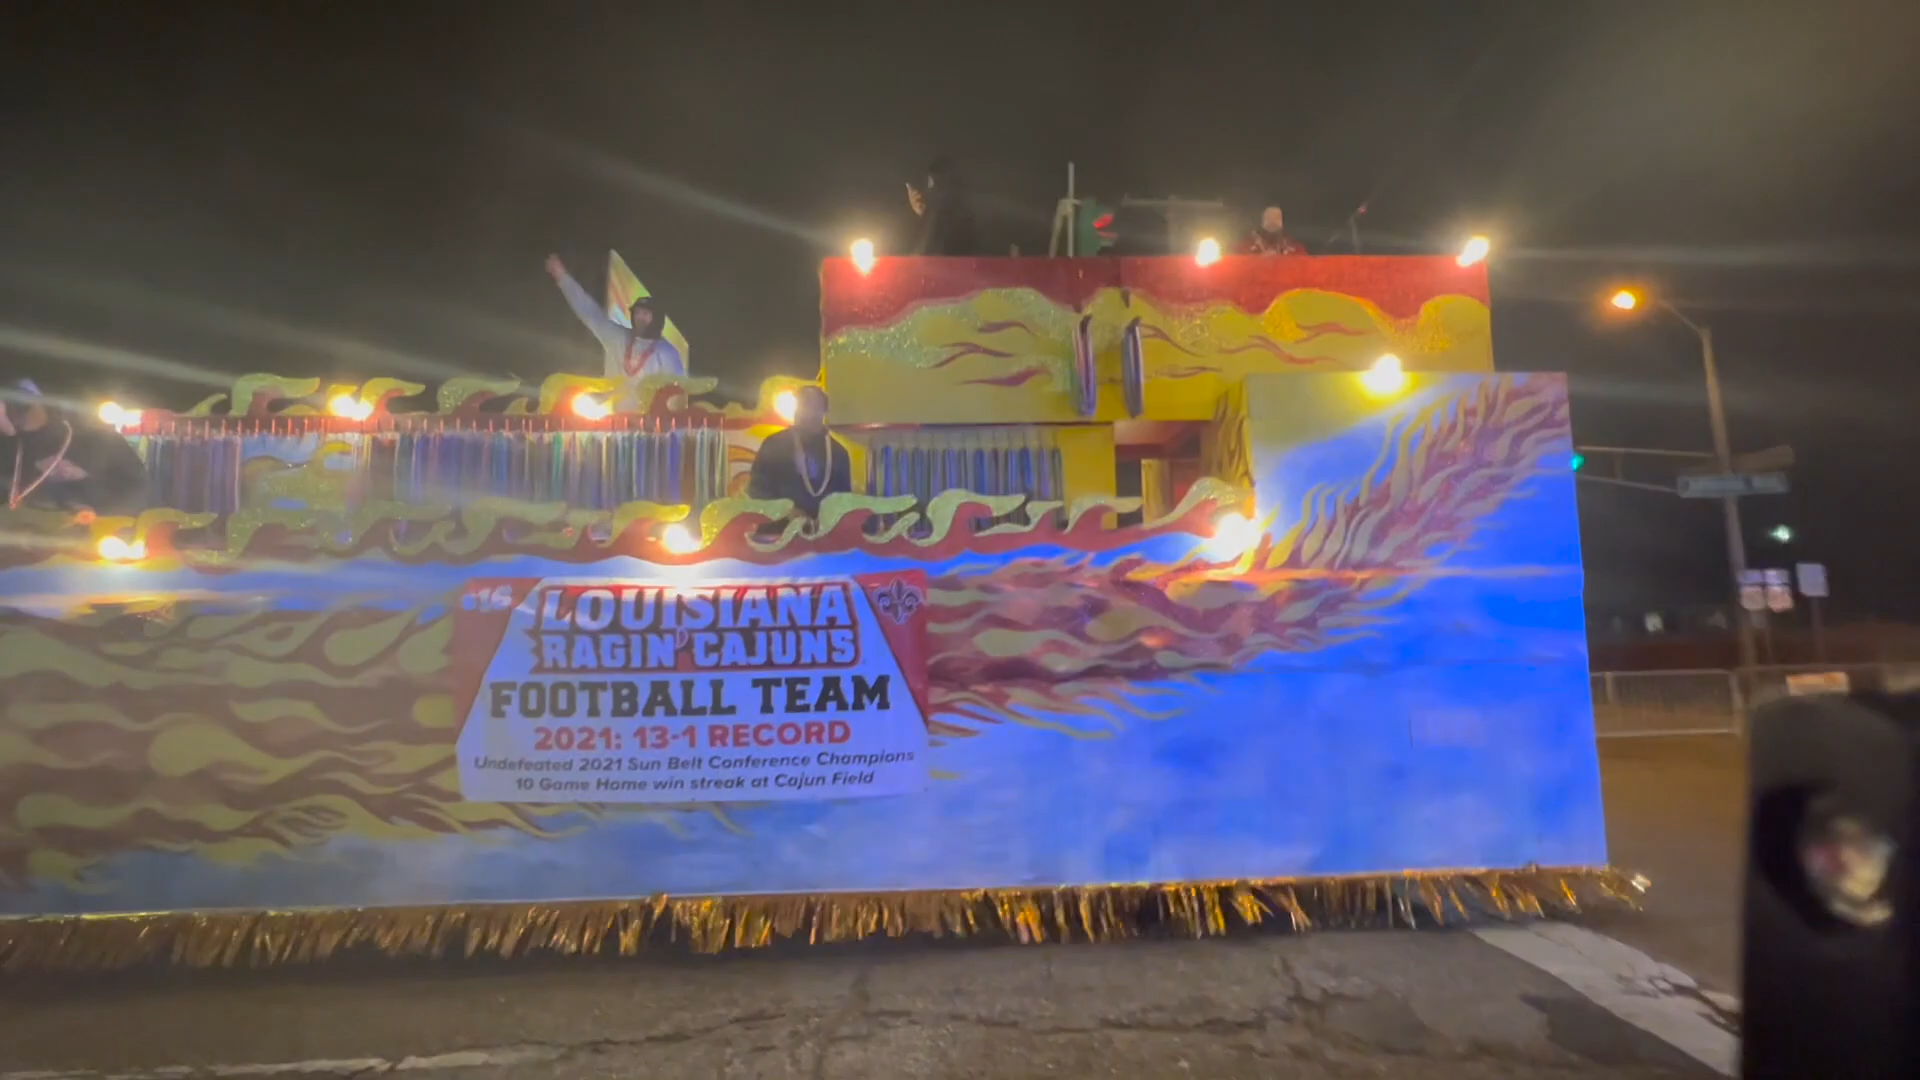 #16
LOUISIANA
RAGIN' CAJUNS
FOOTBALL TEAM
2021: 13-1 RECORD
Undefeated 2021 Sun Belt Conference Champions
10 Game Home win streak at Cajun Field